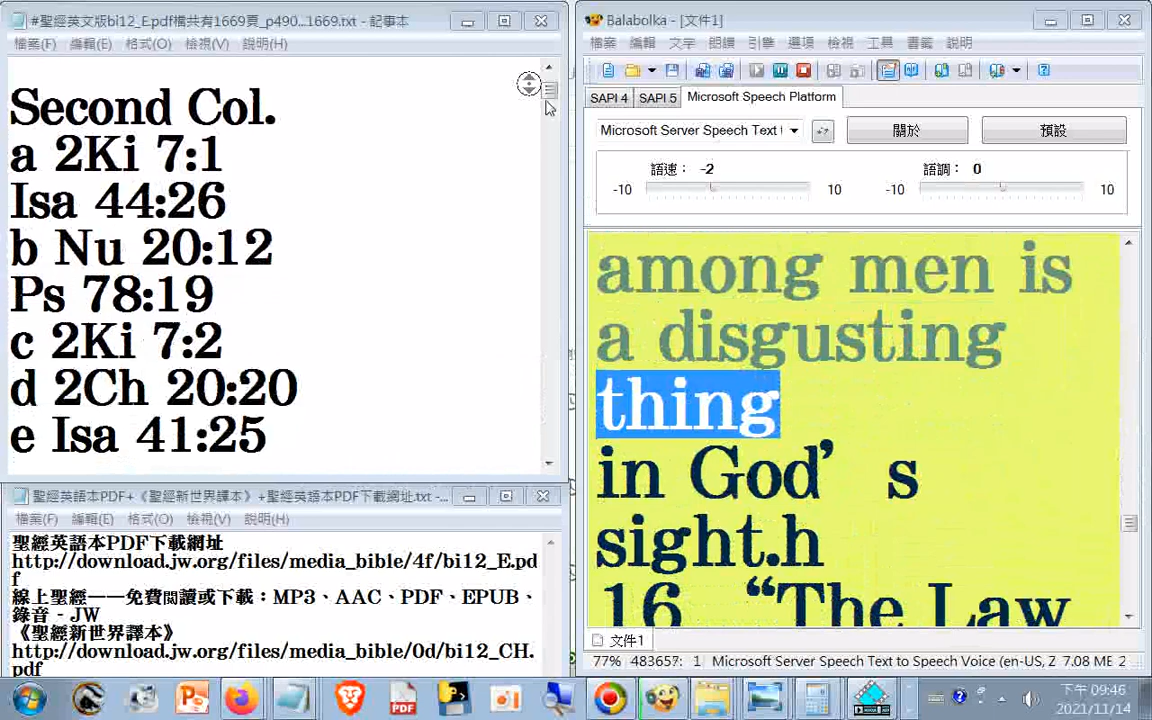 #聖經英文版bi12_E.pdf檔共有1669頁_p490...1669.txt - 記事本
檔案(F) 編輯(E) 格式(O) 檢視(V) 說明(H)
Second Col.
a 2Ki 7:1
Isa 44:26
b Nu 20:12
Ps 78:19
c 2Ki 7:2
d 2Ch 20:20
e Isa 41:25
聖經英語本PDF+《聖經新世界譯本》+聖經英語本PDF下載網址.txt -...
檔案(F) 編輯(E) 格式(O) 檢視(V) 說明(H)
聖經英語本PDF下載網址
http://download.jw.org/files/media_bible/4f/bi12_E.pd
f
線上聖經——免費閱讀或下載：MP3、AAC、PDF、EPUB、
錄音 - JW
《聖經新世界譯本》
http://download.jw.org/files/media_bible/0d/bi12_CH.
pdf
Balabolka - [文件1]
檔案 編輯 文字 朗讀 引擎 選項 檢視 工具 書籤 說明
SAPI 4 SAPI 5 Microsoft Speech Platform
Microsoft Server Speech Text 關於 預設
語速： -2 語調： 0
-10 10 -10 10
among men is
a disgusting
thing
in God’ s
sight.h
16 “The Law
文件1
77% 483657: 1 Microsoft Server Speech Text to Speech Voice (en-US, Z 7.08 ME 2
下午 09:46
2021/11/14